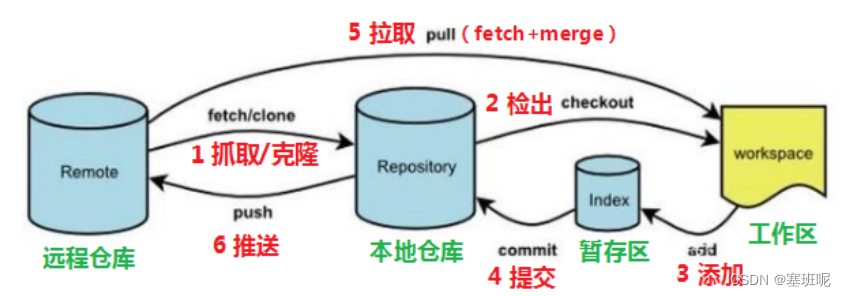 5 拉取 pull（fetch+merge）
fetch/clone
2 检出 checkout
1 抓取/克隆
Remote
Repository
workspace
Index
push
6 推送
commit
add
远程仓库
本地仓库
暂存区
工作区
4 提交
3 添加
CSDN @塞班呢